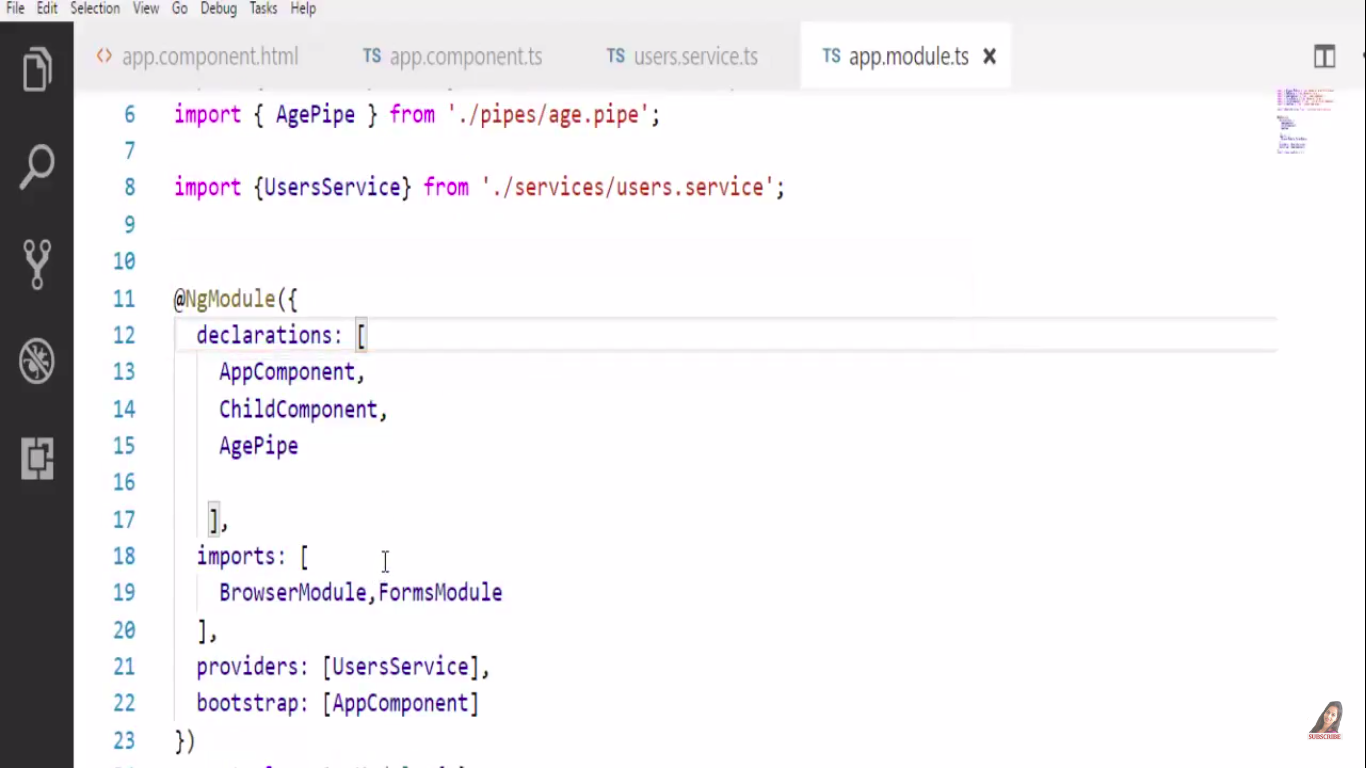 File Edit Selection View Go Debug Tasks Help
<> app.component.html TS app.component.ts TS users.service.ts TS app.module.ts ×
6 import { AgePipe } from './pipes/age.pipe';
7
8 import {UsersService} from './services/users.service';
9
10
11 @NgModule({
12 declarations: [
13 AppComponent,
14 ChildComponent,
15 AgePipe
16
17 ],
18 imports: [
19 BrowserModule,FormsModule
20 ],
21 providers: [UsersService],
22 bootstrap: [AppComponent]
23 })
SUBSCRIBE